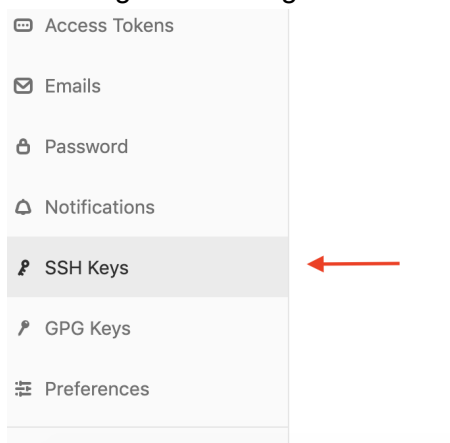 Access Tokens
Emails
Password
Notifications
SSH Keys
GPG Keys
Preferences